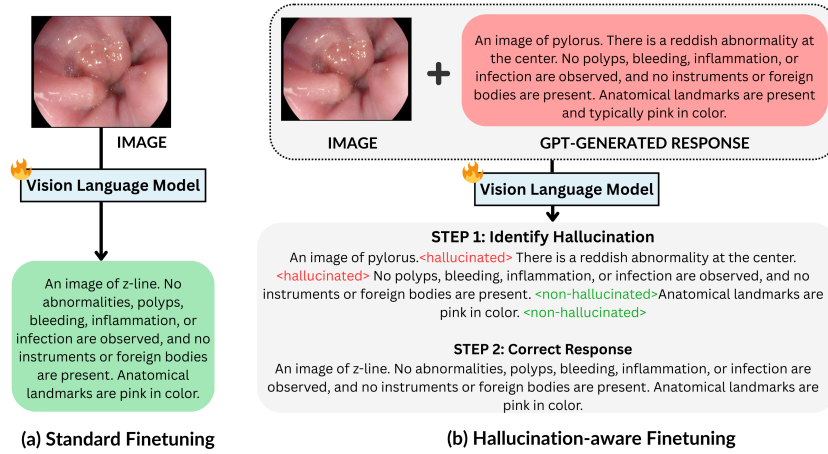 IMAGE
Vision Language Model
An image of z-line. No
abnormalities, polyps,
bleeding, inflammation, or
infection are observed, and no
instruments or foreign bodies
are present. Anatomical
landmarks are pink in color.
(a) Standard Finetuning
An image of pylorus. There is a reddish abnormality at
the center. No polyps, bleeding, inflammation, or
infection are observed, and no instruments or foreign
bodies are present. Anatomical landmarks are present
and typically pink in color.
IMAGE
GPT-GENERATED RESPONSE
Vision Language Model
STEP 1: Identify Hallucination
An image of pylorus.<hallucinated> There is a reddish abnormality at the center.
<hallucinated> No polyps, bleeding, inflammation, or infection are observed, and no
instruments or foreign bodies are present. <non-hallucinated>Anatomical landmarks are
pink in color. <non-hallucinated>
STEP 2: Correct Response
An image of z-line. No abnormalities, polyps, bleeding, inflammation, or infection are
observed, and no instruments or foreign bodies are present. Anatomical landmarks are
pink in color.
(b) Hallucination-aware Finetuning